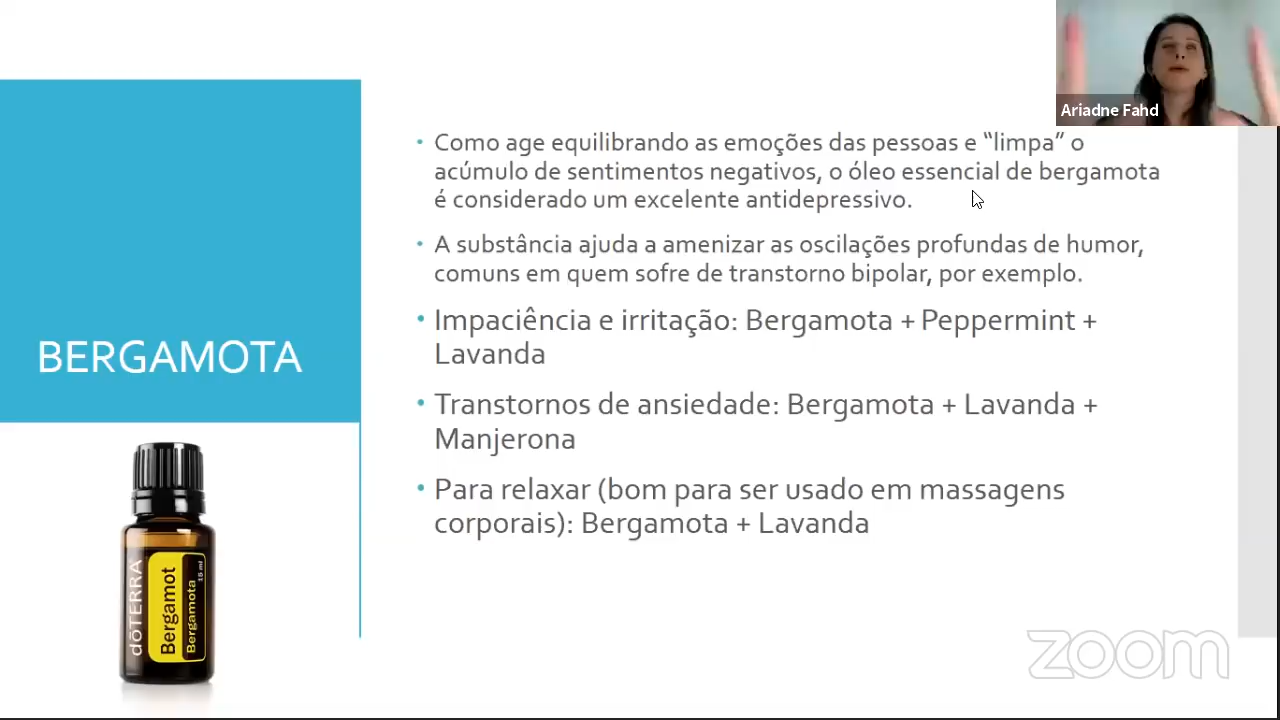 Ariadne Fahd
• Como age equilibrando as emoções das pessoas e “limpa” o
acúmulo de sentimentos negativos, o óleo essencial de bergamota
é considerado um excelente antidepressivo.
• A substância ajuda a amenizar as oscilações profundas de humor,
comuns em quem sofre de transtorno bipolar, por exemplo.
• Impaciência e irritação: Bergamota + Peppermint +
Lavanda
• Transtornos de ansiedade: Bergamota + Lavanda +
Manjerona
• Para relaxar (bom para ser usado em massagens
corporais): Bergamota + Lavanda
BERGAMOTA
dōTERRA
Bergamot
Bergamota
15 ml
zoom